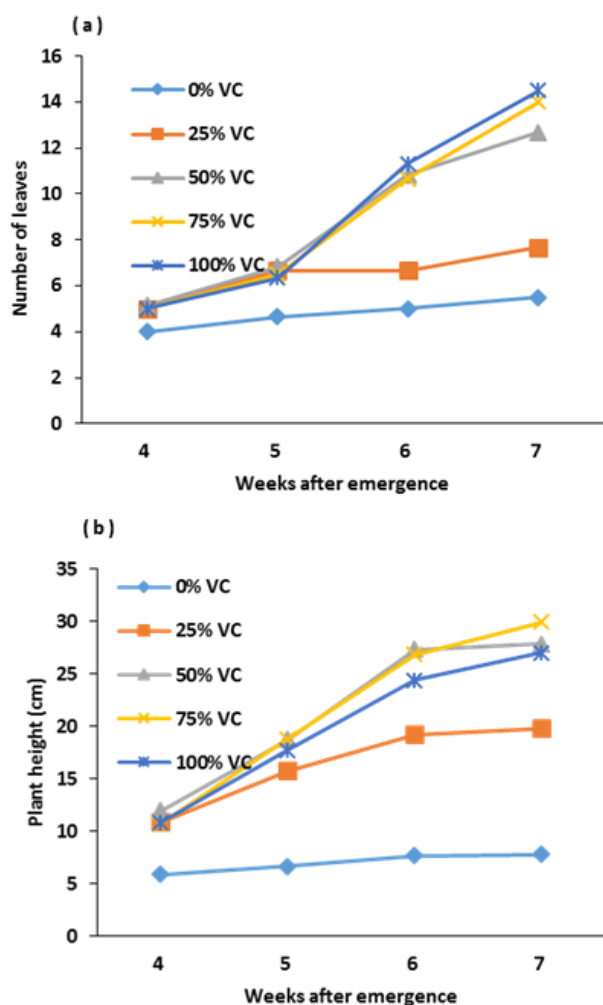 ( a )
16
14
12
10
8
6
4
2
0
Number of leaves
0% VC
25% VC
50% VC
75% VC
100% VC
4 5 6 7
Weeks after emergence
( b )
35
30
25
20
15
10
5
0
Plant height (cm)
0% VC
25% VC
50% VC
75% VC
100% VC
4 5 6 7
Weeks after emergence